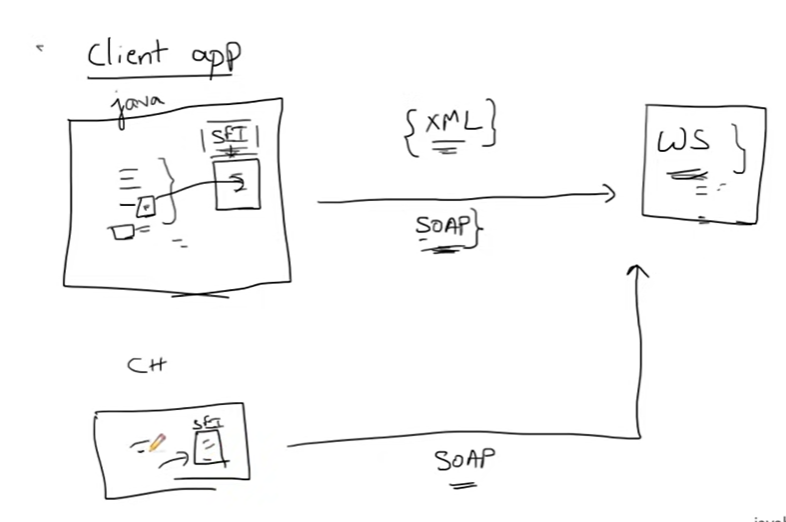 Client app
java
SEI
{XML}
WS }
SOAP}
C#
SEI
SOAP